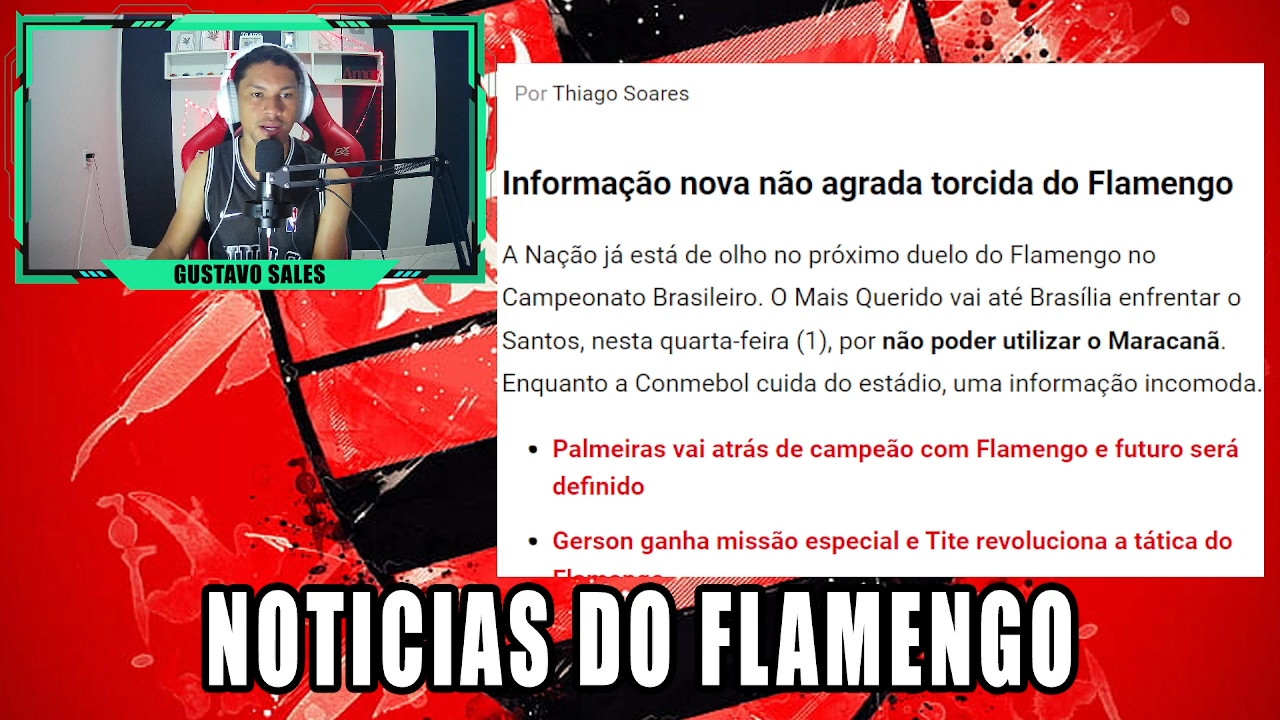 GUSTAVO SALES
Por Thiago Soares
Informação nova não agrada torcida do Flamengo
A Nação já está de olho no próximo duelo do Flamengo no
Campeonato Brasileiro. O Mais Querido vai até Brasília enfrentar o
Santos, nesta quarta-feira (1), por não poder utilizar o Maracanã.
Enquanto a Conmebol cuida do estádio, uma informação incomoda.
Palmeiras vai atrás de campeão com Flamengo e futuro será
definido
Gerson ganha missão especial e Tite revoluciona a tática do
NOTICIAS DO FLAMENGO